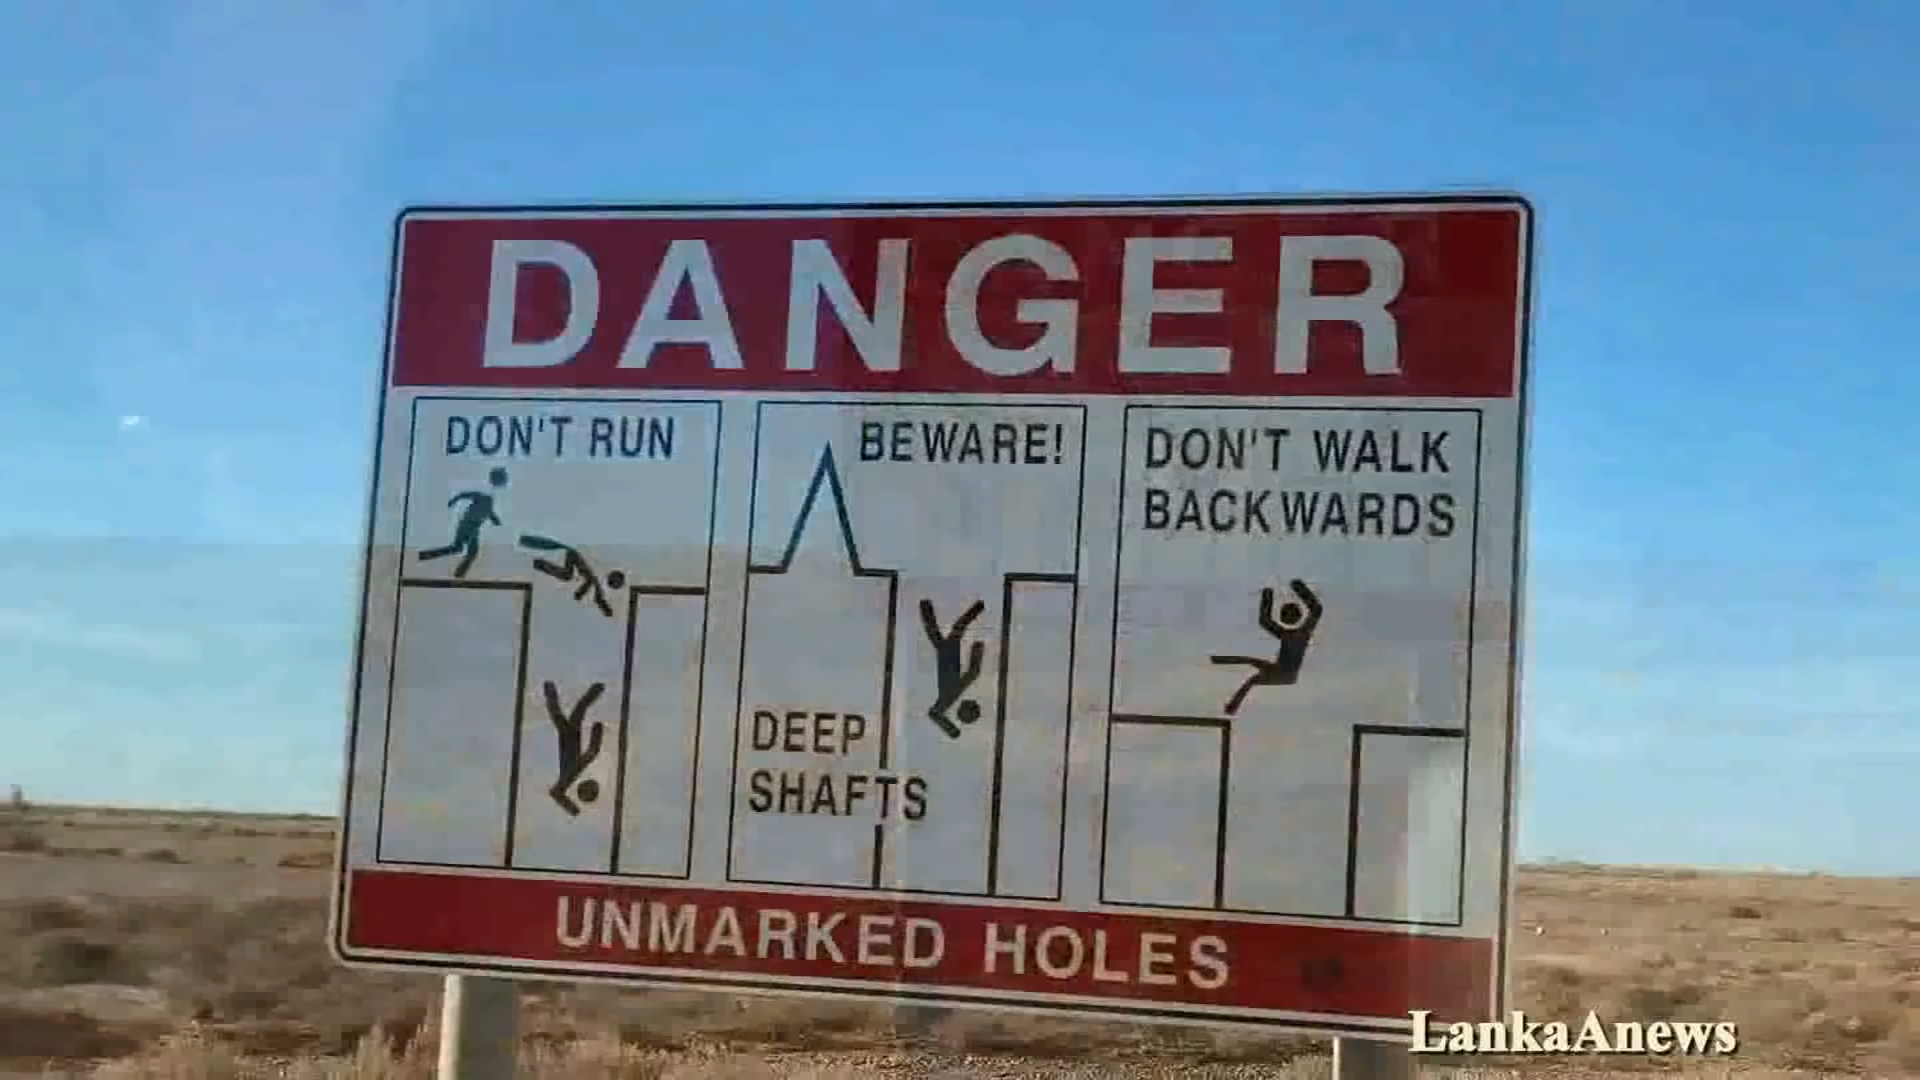 DANGER
DON'T RUN
BEWARE!
DEEP
SHAFTS
DON'T WALK
BACKWARDS
UNMARKED HOLES
LankaAnews